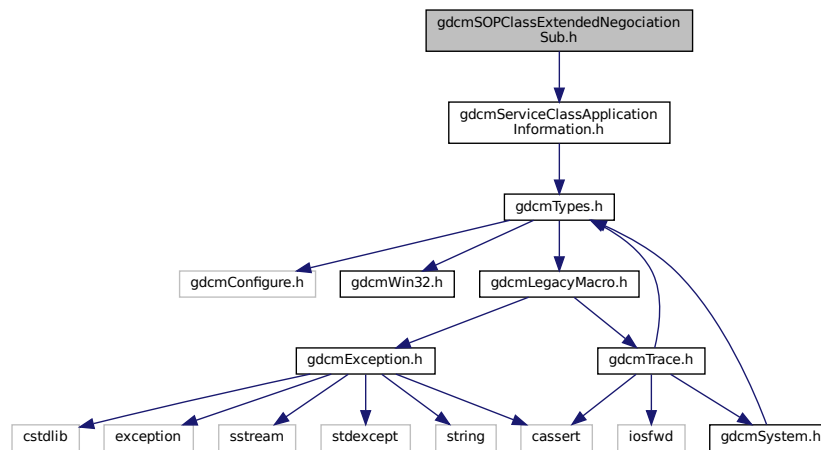 gdcmSOPClassExtendedNegociation
Sub.h
gdcmServiceClassApplication
Information.h
gdcmTypes.h
gdcmConfigure.h
gdcmWin32.h
gdcmLegacyMacro.h
gdcmException.h
gdcmTrace.h
cstdlib
exception
sstream
stdexcept
string
cassert
iosfwd
gdcmSystem.h